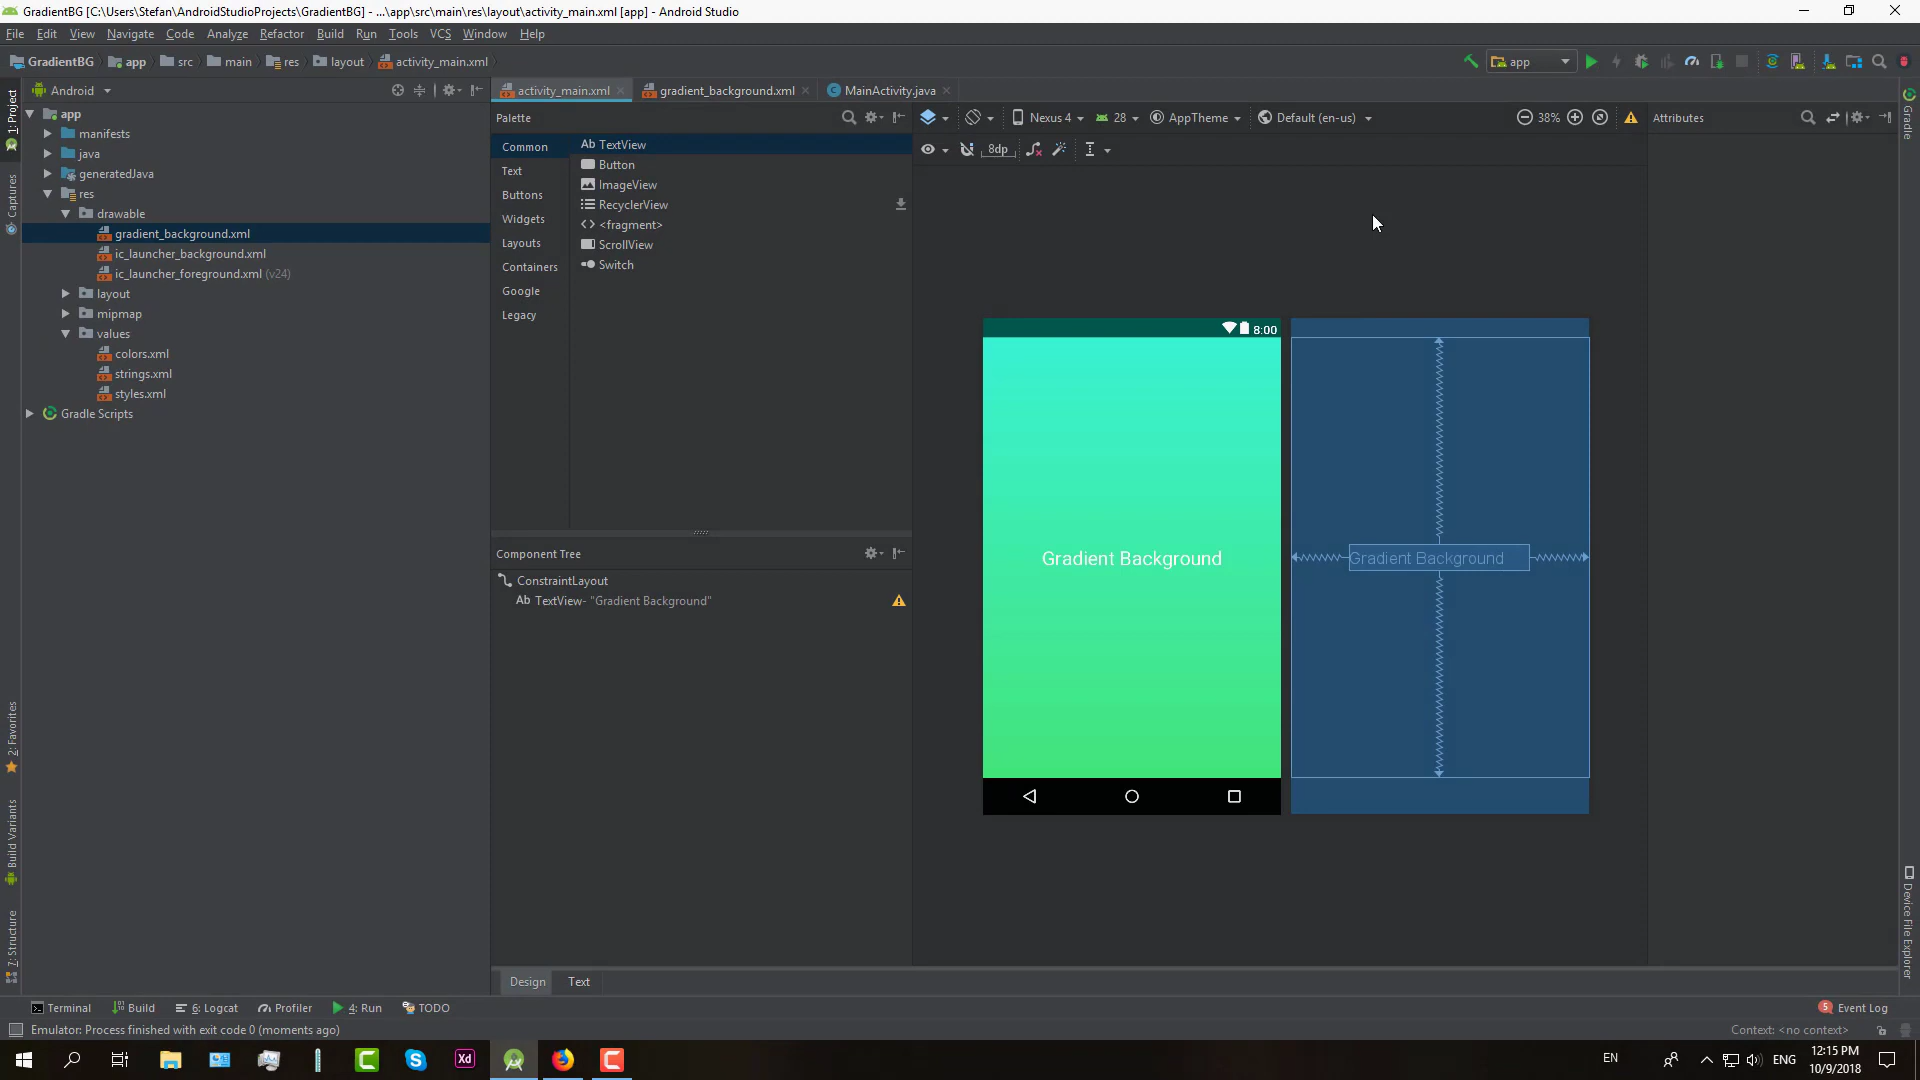 GradientBG [C:\Users\Stefan\AndroidStudioProjects\GradientBG] - ...\app\src\main\res\layout\activity_main.xml [app] - Android Studio
File Edit View Navigate Code Analyze Refactor Build Run Tools VCS Window Help
GradientBG app src main res layout activity_main.xml app
Android
activity_main.xml gradient_background.xml MainActivity.java
1: Project
Captures
2: Favorites
Build Variants
7: Structure
app
manifests
java
generatedJava
res
drawable
gradient_background.xml
ic_launcher_background.xml
ic_launcher_foreground.xml (v24)
layout
mipmap
values
colors.xml
strings.xml
styles.xml
Gradle Scripts
Palette
Common
Text
Buttons
Widgets
Layouts
Containers
Google
Legacy
Ab TextView
Button
ImageView
RecyclerView
<fragment>
ScrollView
Switch
Component Tree
ConstraintLayout
Ab TextView- "Gradient Background"
Nexus 4 28 AppTheme Default (en-us) 38%
8dp
8:00
Gradient Background
Gradient Background
Attributes
Gradle
Device File Explorer
Design Text
Terminal Build 6: Logcat Profiler 4: Run TODO
5 Event Log
Emulator: Process finished with exit code 0 (moments ago)
Context: <no context>
Xd
EN
ENG
12:15 PM
10/9/2018